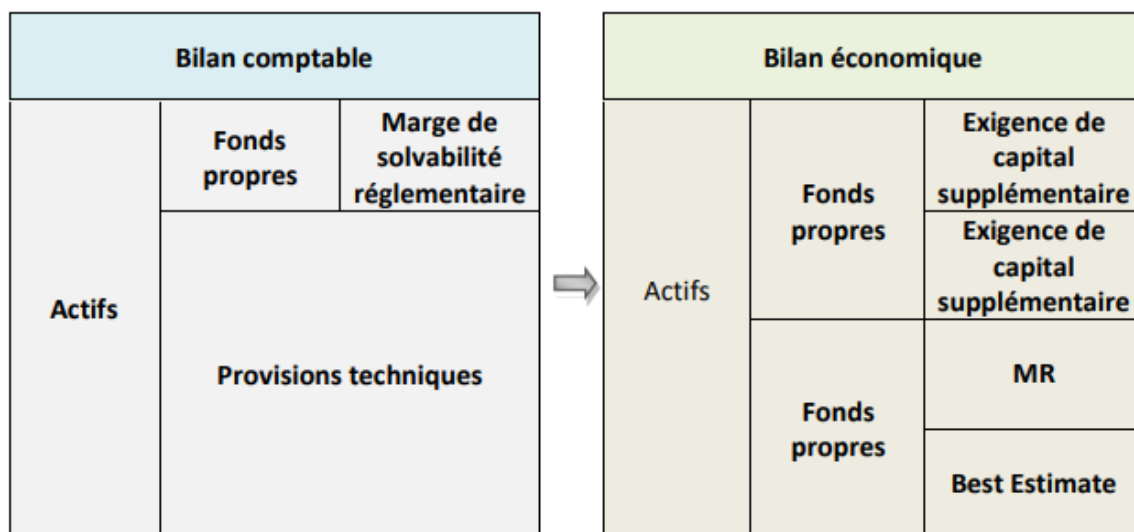 Bilan comptable
Actifs
Fonds
propres
Marge de
solvabilité
réglementaire
Provisions techniques
Bilan économique
Actifs
Fonds
propres
Exigence de
capital
supplémentaire
Exigence de
capital
supplémentaire
Fonds
propres
MR
Best Estimate